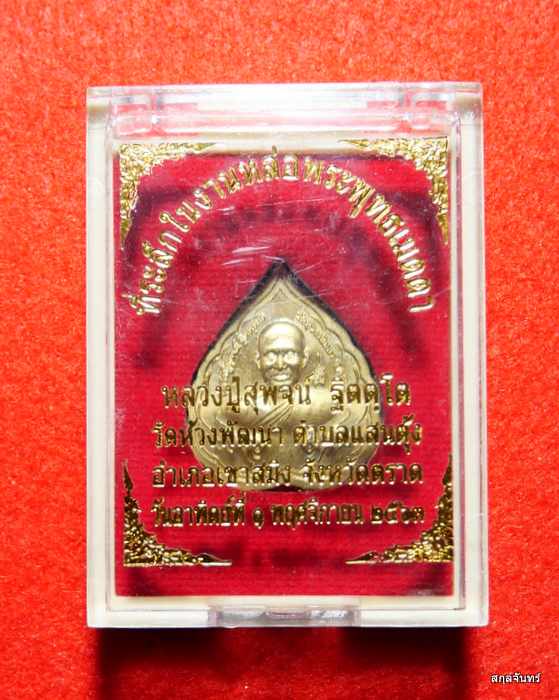 ที่ระลึกในงานหล่อพระพุทธเมตตา
หลวงปู่สุพจน์ ฐิตตฺโต
วัดห้วงพัฒนา ตำบลแสนตุ้ง
อำเภอเขาสมิง จังหวัดตราด
วันอาทิตย์ที่ ๑ พฤศจิกายน ๒๕๖๓
สกุลจันทร์